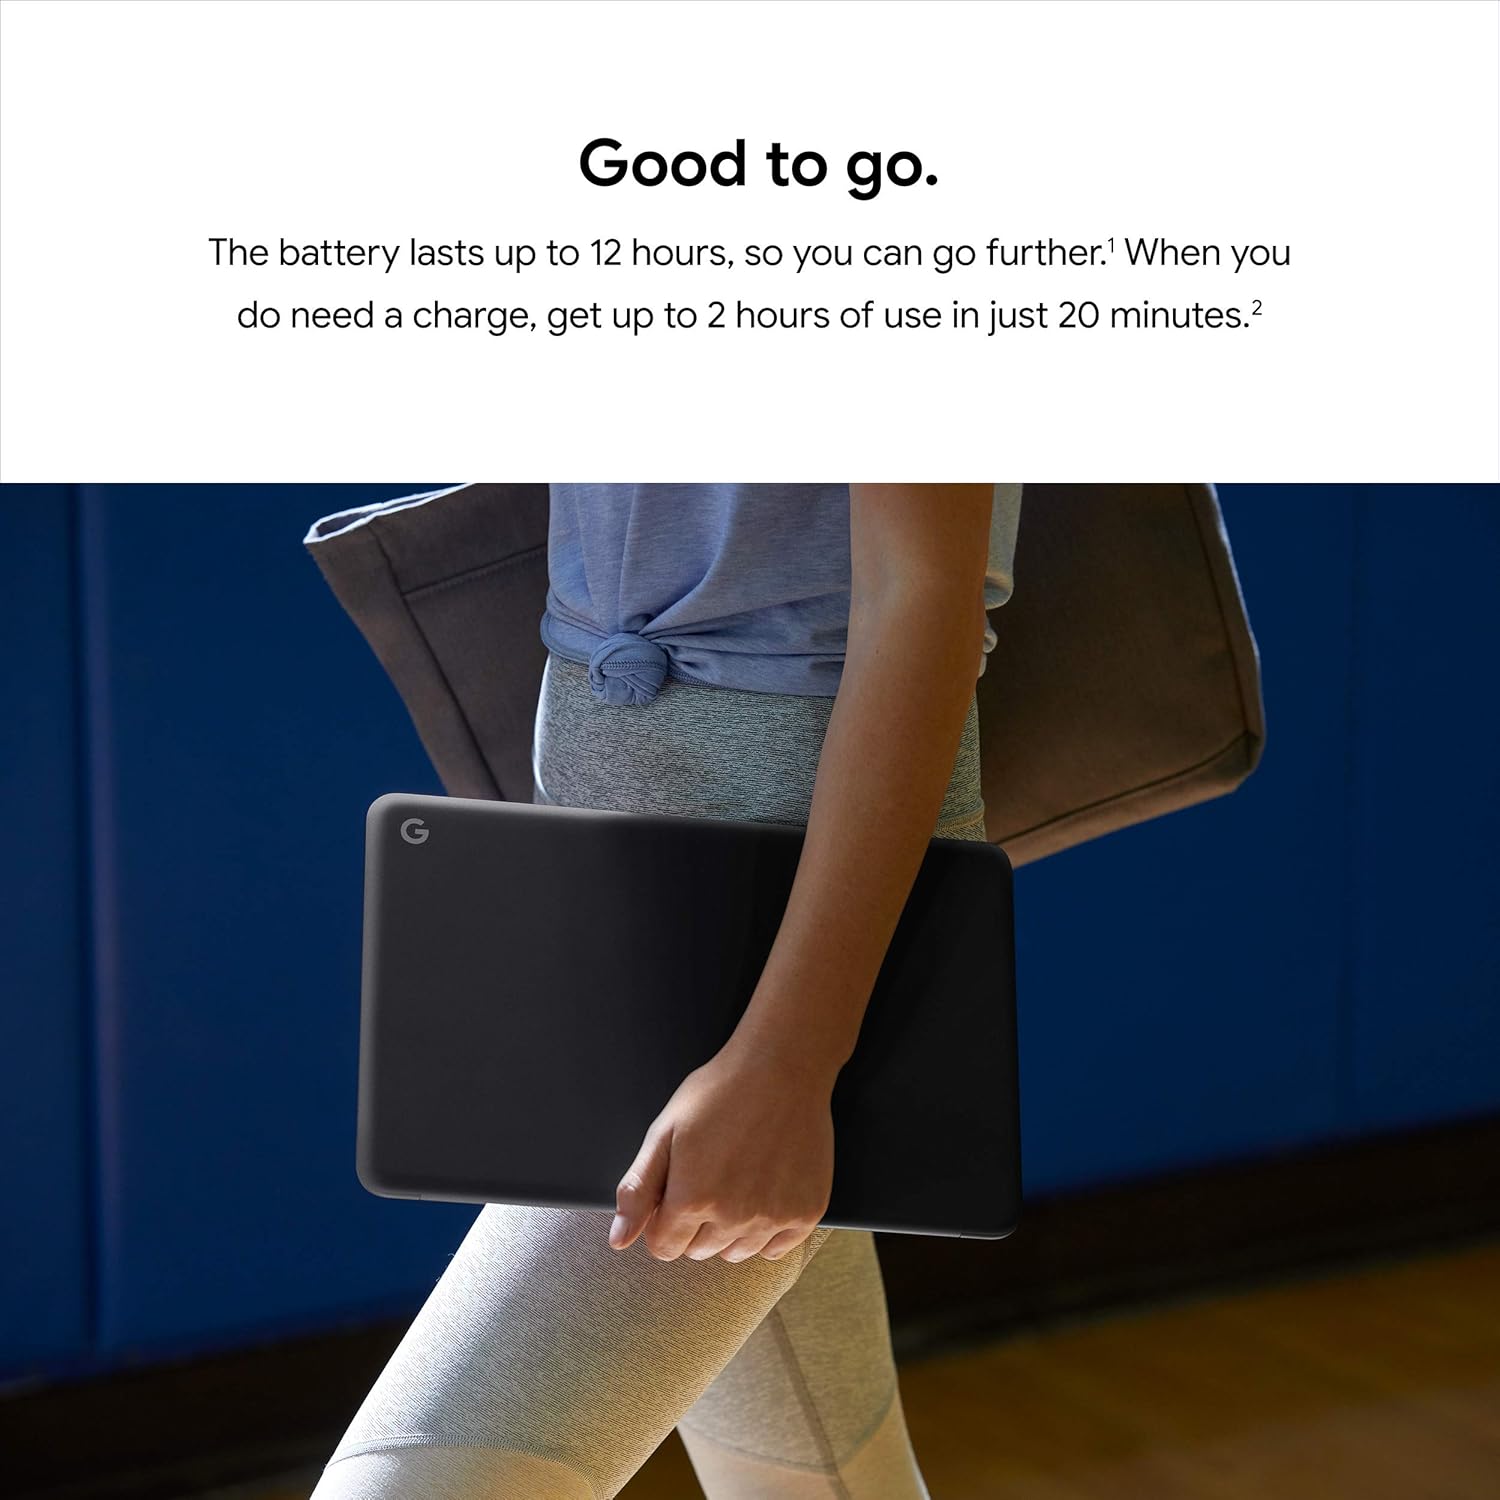 Good to go.
The battery lasts up to 12 hours, so you can go further.¹ When you
do need a charge, get up to 2 hours of use in just 20 minutes.²
G